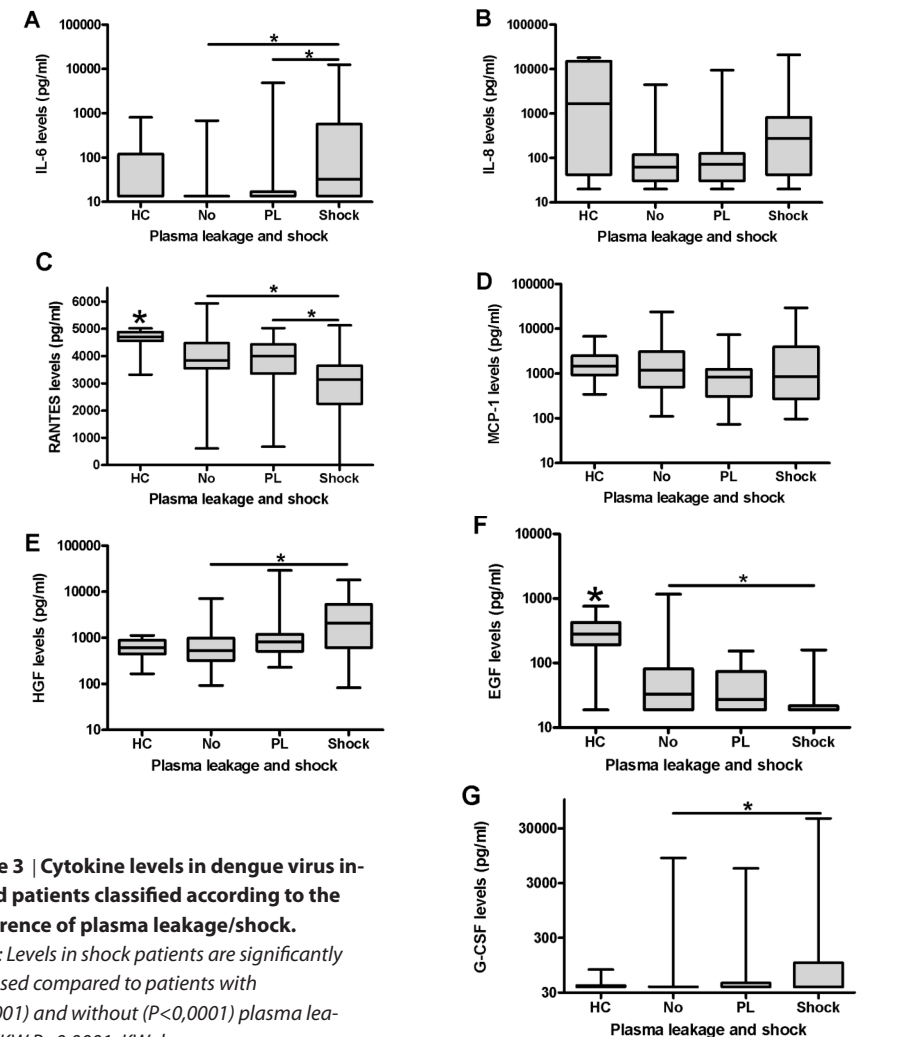 A
100000
10000
1000
100
10
IL-6 levels (pg/ml)
*
*
HC No PL Shock
Plasma leakage and shock
B
100000
10000
1000
100
10
IL-8 levels (pg/ml)
HC No PL Shock
Plasma leakage and shock
C
6000
5000
4000
3000
2000
1000
0
RANTES levels (pg/ml)
*
*
*
HC No PL Shock
Plasma leakage and shock
D
100000
10000
1000
100
10
MCP-1 levels (pg/ml)
HC No PL Shock
Plasma leakage and shock
E
100000
10000
1000
100
10
HGF levels (pg/ml)
*
HC No PL Shock
Plasma leakage and shock
F
10000
1000
100
10
EGF levels (pg/ml)
*
*
HC No PL Shock
Plasma leakage and shock
G
30000
3000
300
30
G-CSF levels (pg/ml)
*
HC No PL Shock
Plasma leakage and shock
e 3 | Cytokine levels in dengue virus in-
d patients classified according to the
rence of plasma leakage/shock.
: Levels in shock patients are significantly
sed compared to patients with
001) and without (P<0,0001) plasma lea-